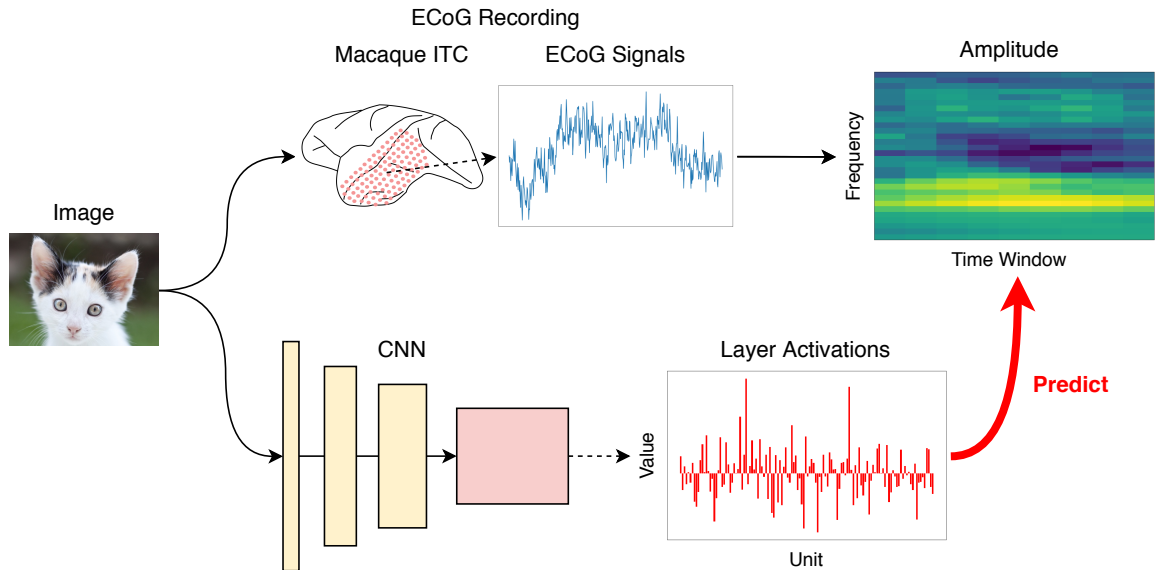 ECoG Recording
Macaque ITC
ECoG Signals
Amplitude
Frequency
Time Window
Image
CNN
Layer Activations
Value
Unit
Predict